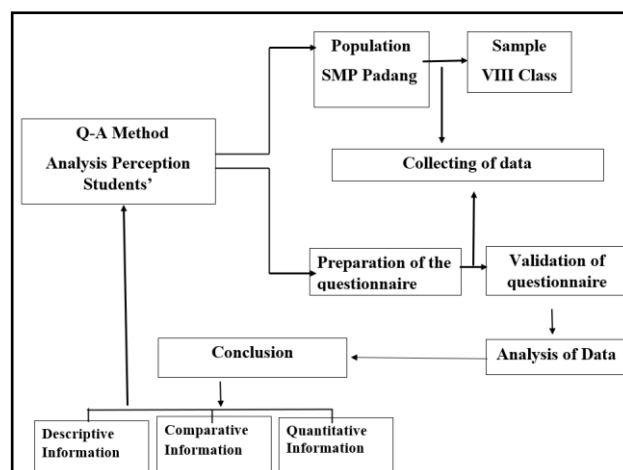 Population
SMP Padang
Sample
VIII Class
Q-A Method
Analysis Perception
Students’
Collecting of data
Preparation of the
questionnaire
Validation of
questionnaire
Conclusion
Analysis of Data
Descriptive
Information
Comparative
Information
Quantitative
Information